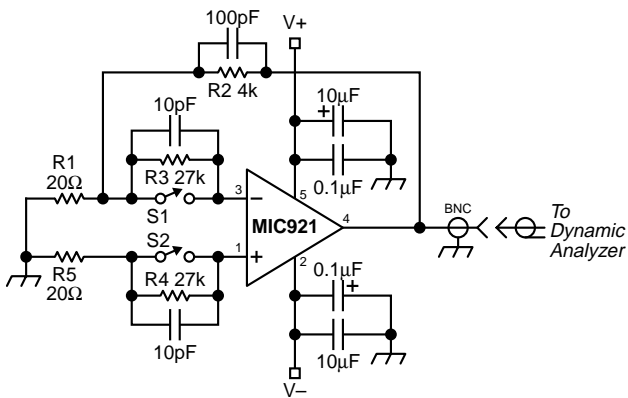 100pF
V+
R2 4k
10pF
10µF
+
R1
20Ω
R3 27k
0.1µF
S1
3
−
5
MIC921
4
BNC
To
Dynamic
Analyzer
S2
1
+
2
R5
20Ω
R4 27k
0.1µF
+
10pF
10µF
V−